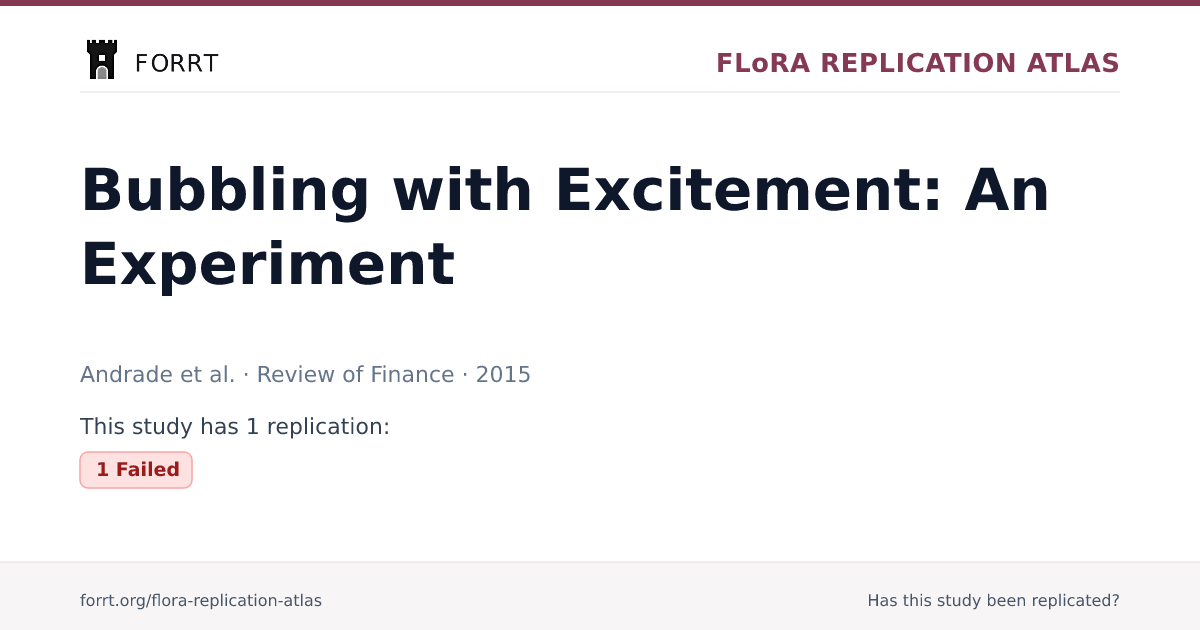 FORRT
FLoRA REPLICATION ATLAS
Bubbling with Excitement: An
Experiment
Andrade et al. · Review of Finance · 2015
This study has 1 replication:
1 Failed
forrt.org/flora-replication-atlas
Has this study been replicated?